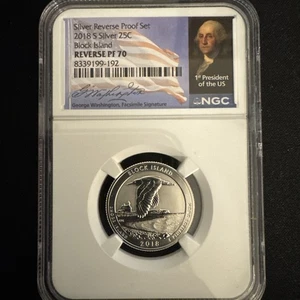 Silver Reverse Proof Set
2018 S Silver 25C
Block Island
REVERSE PF 70
8339199-192
George Washington, Facsimile Signature
1st President
of the US
NGC
BLOCK ISLAND
2018